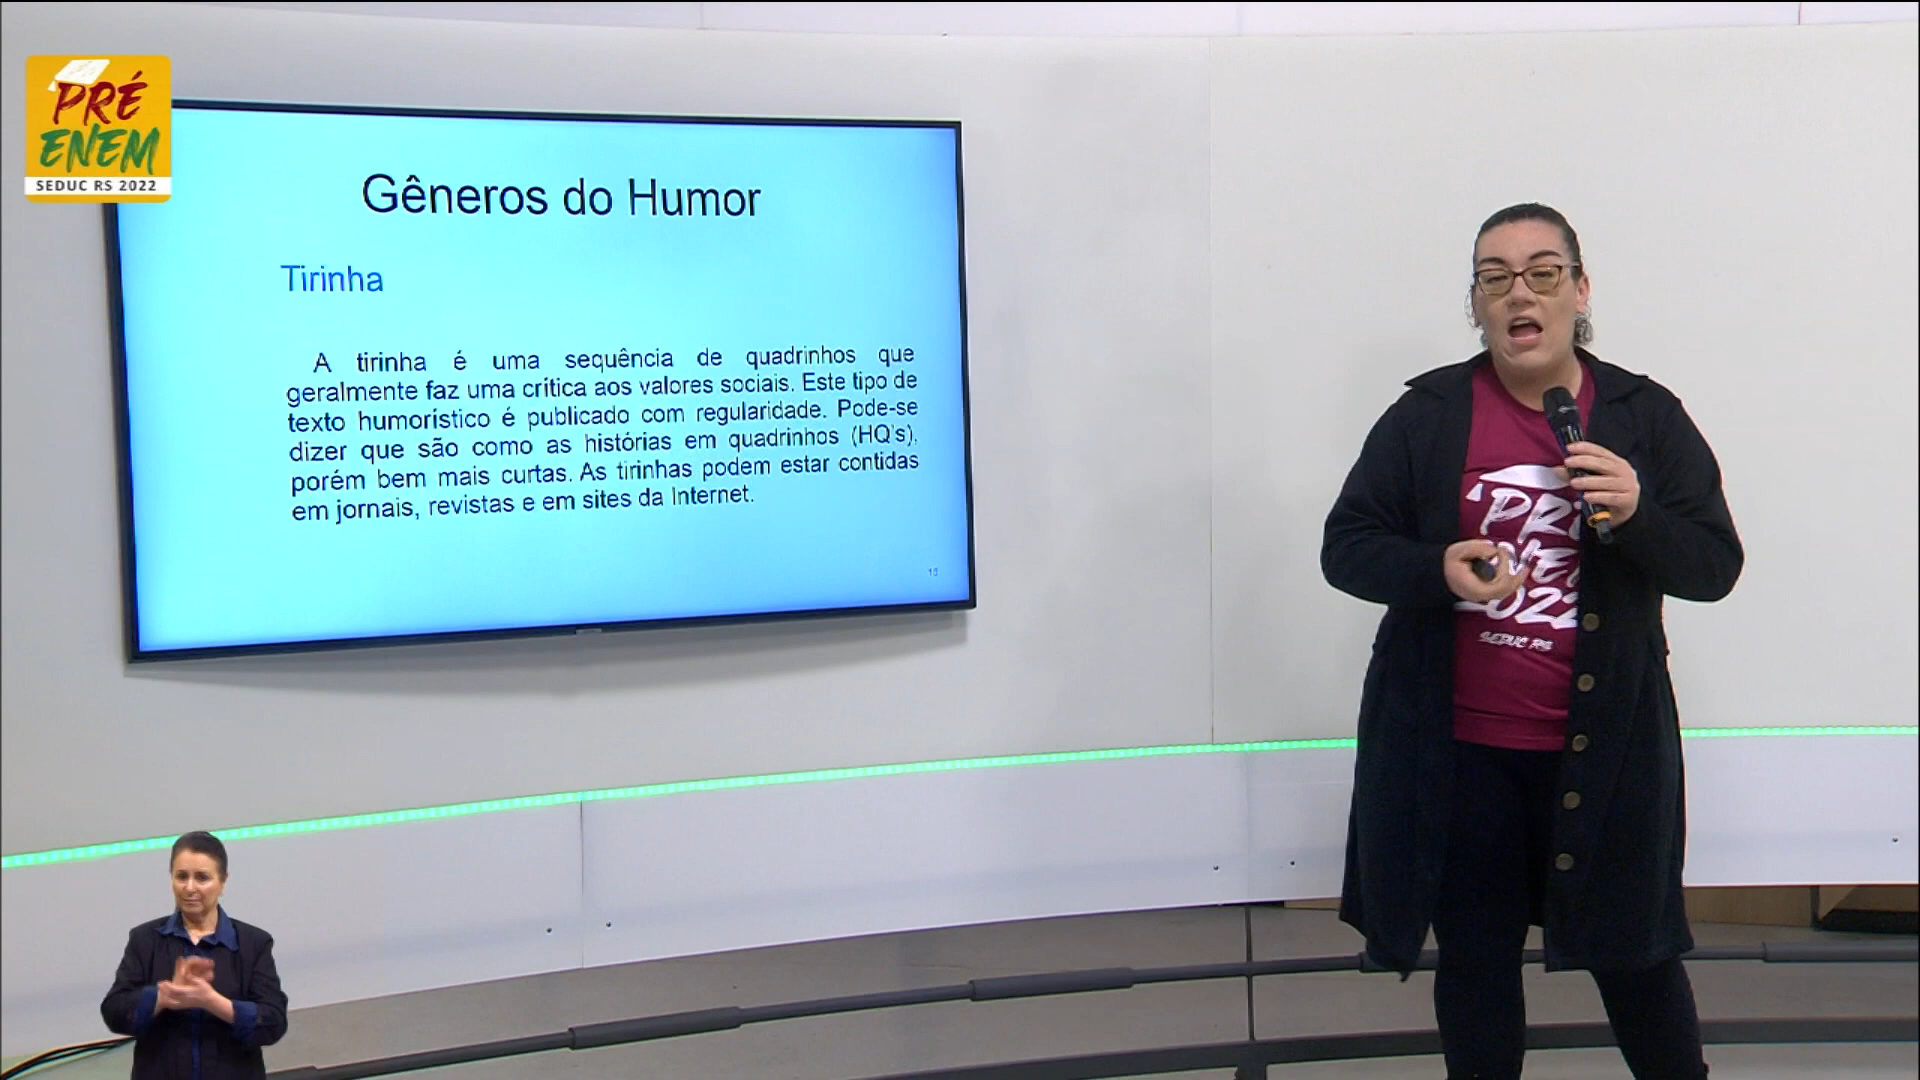 PRÉ
ENEM
SEDUC RS 2022
Gêneros do Humor
Tirinha
A tirinha é uma sequência de quadrinhos que
geralmente faz uma crítica aos valores sociais. Este tipo de
texto humorístico é publicado com regularidade. Pode-se
dizer que são como as histórias em quadrinhos (HQ's),
porém bem mais curtas. As tirinhas podem estar contidas
em jornais, revistas e em sites da Internet.
PRÉ
ENEM
2022
SEDUC RS